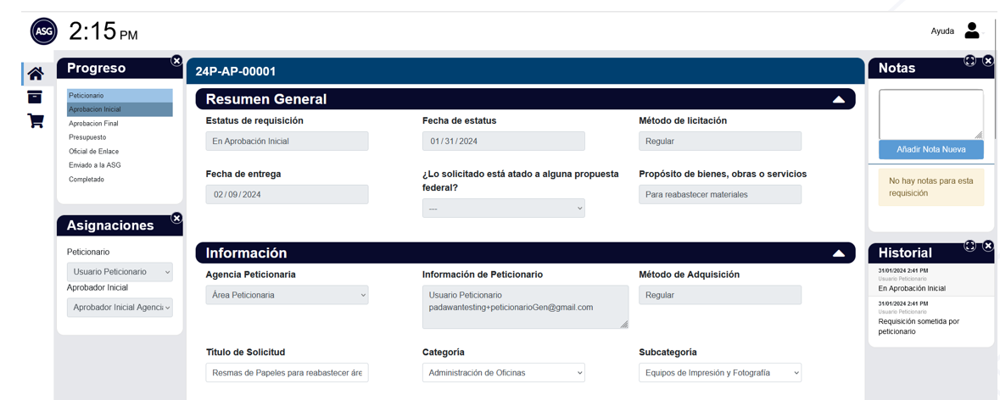 ASG
2:15 PM
Ayuda
Progreso
Peticionario
Aprobacion Inicial
Aprobacion Final
Presupuesto
Oficial de Enlace
Enviado a la ASG
Completado
Asignaciones
Peticionario
Usuario Peticionario
Aprobador Inicial
Aprobador Inicial Agenci
24P-AP-00001
Resumen General
Estatus de requisición
En Aprobación Inicial
Fecha de estatus
01/31/2024
Método de licitación
Regular
Fecha de entrega
02/09/2024
¿Lo solicitado está atado a alguna propuesta
federal?
---
Propósito de bienes, obras o servicios
Para reabastecer materiales
Información
Agencia Peticionaria
Área Peticionaria
Información de Peticionario
Usuario Peticionario
padawantesting+peticionarioGen@gmail.com
Método de Adquisición
Regular
Titulo de Solicitud
Resmas de Papeles para reabastecer áre
Categoría
Administración de Oficinas
Subcategoría
Equipos de Impresión y Fotografía
Notas
Añadir Nota Nueva
No hay notas para esta
requisición
Historial
31/01/2024 2:41 PM
Usuario Peticionario
En Aprobación Inicial
31/01/2024 2:41 PM
Usuario Peticionario
Requisición sometida por
peticionario